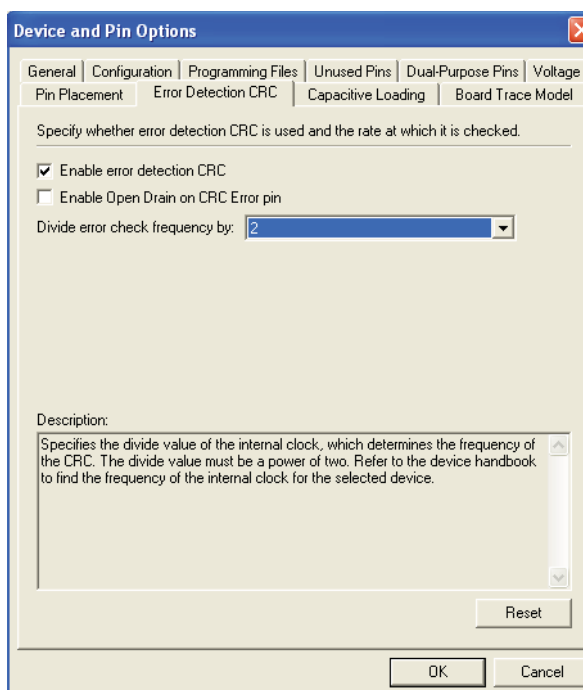 Device and Pin Options
General Configuration Programming Files Unused Pins Dual-Purpose Pins Voltage
Pin Placement Error Detection CRC Capacitive Loading Board Trace Model
Specify whether error detection CRC is used and the rate at which it is checked.
Enable error detection CRC
Enable Open Drain on CRC Error pin
Divide error check frequency by: 2
Description:
Specifies the divide value of the internal clock, which determines the frequency of
the CRC. The divide value must be a power of two. Refer to the device handbook
to find the frequency of the internal clock for the selected device.
Reset
OK Cancel